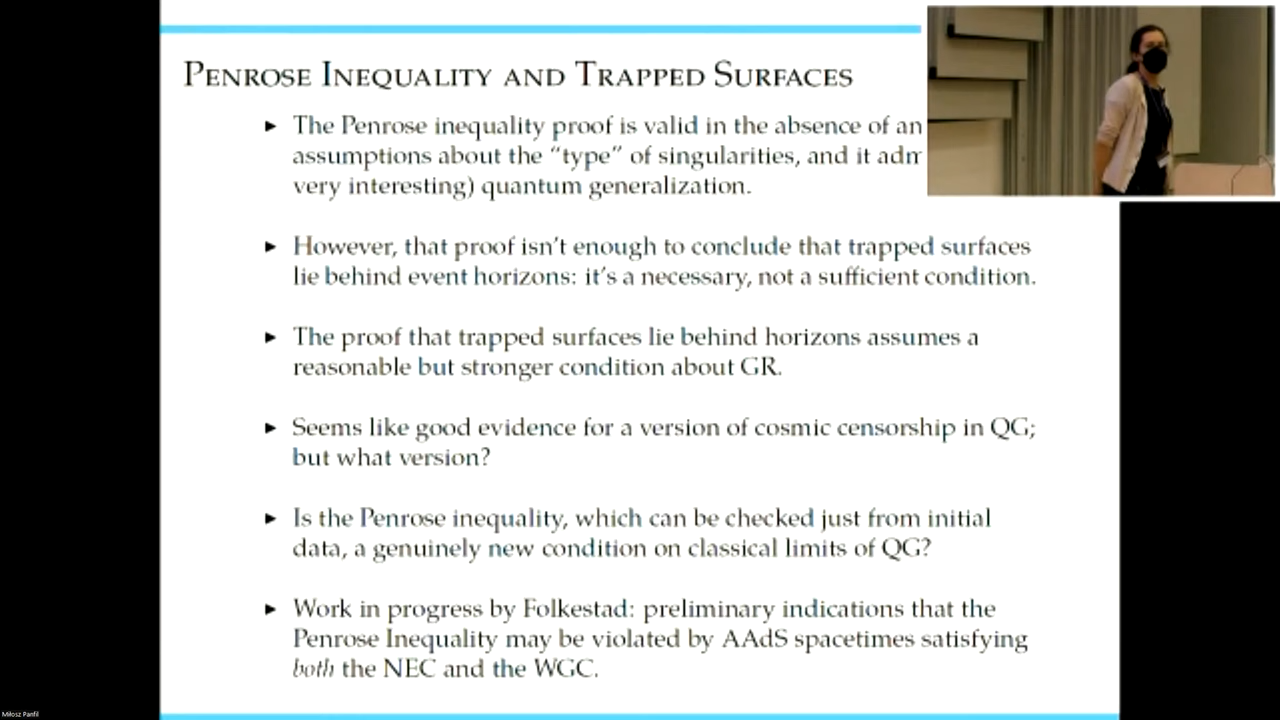 PENROSE INEQUALITY AND TRAPPED SURFACES
▶ The Penrose inequality proof is valid in the absence of an
assumptions about the “type” of singularities, and it adm
very interesting) quantum generalization.
▶ However, that proof isn’t enough to conclude that trapped surfaces
lie behind event horizons: it’s a necessary, not a sufficient condition.
▶ The proof that trapped surfaces lie behind horizons assumes a
reasonable but stronger condition about GR.
▶ Seems like good evidence for a version of cosmic censorship in QG;
but what version?
▶ Is the Penrose inequality, which can be checked just from initial
data, a genuinely new condition on classical limits of QG?
▶ Work in progress by Folkestad: preliminary indications that the
Penrose Inequality may be violated by AAdS spacetimes satisfying
both the NEC and the WGC.
Miłosz Panfil